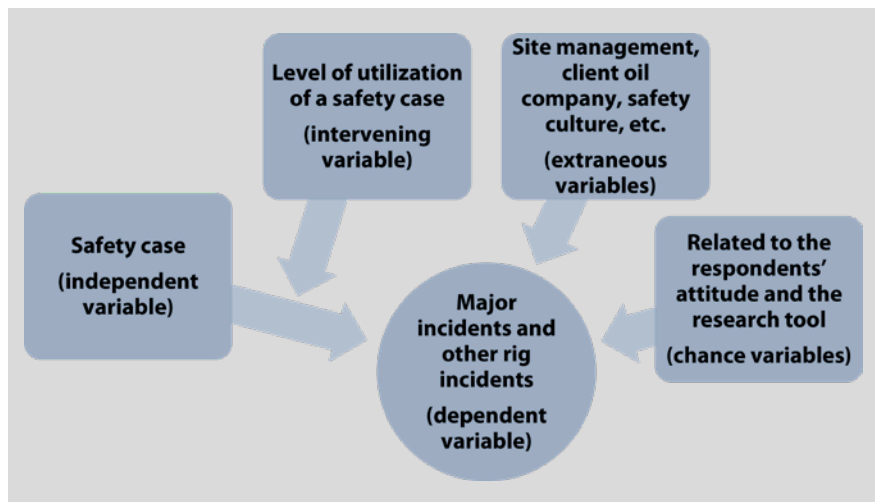 Level of utilization
of a safety case
(intervening
variable)
Site management,
client oil
company, safety
culture, etc.
(extraneous
variables)
Safety case
(independent
variable)
Major
incidents and
other rig
incidents
(dependent
variable)
Related to the
respondents’
attitude and the
research tool
(chance variables)